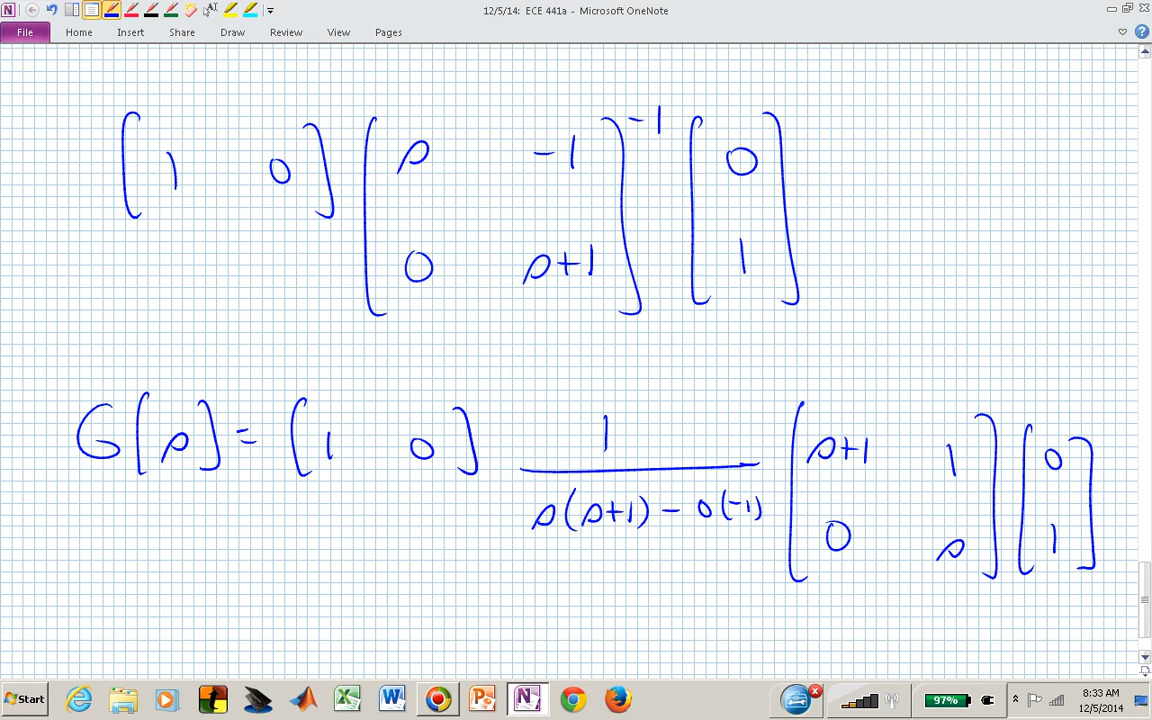 12/5/14: ECE 441a - Microsoft OneNote
File Home Insert Share Draw Review View Pages
[1 0] [s -1; 0 s+1]^-1 [0; 1]
G[s] = [1 0] 1/(s(s+1) - 0(-1)) [s+1 1; 0 s] [0; 1]
Start 97% 8:33 AM
12/5/2014